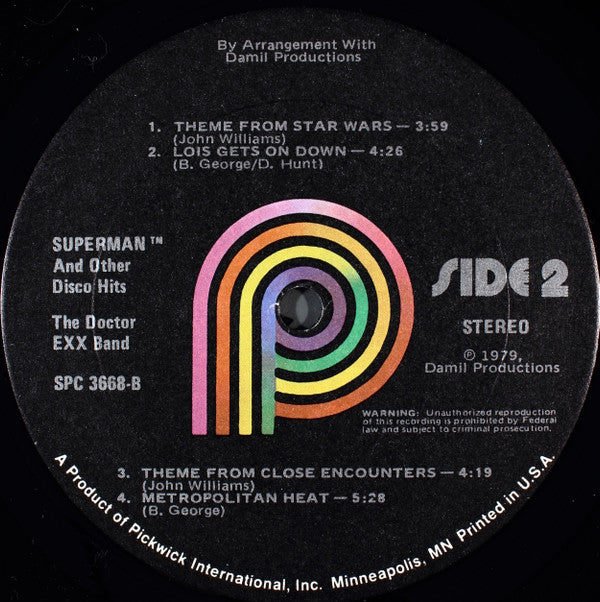 By Arrangement With
Damil Productions
1. THEME FROM STAR WARS — 3:59
(John Williams)
2. LOIS GETS ON DOWN — 4:26
(B. George/D. Hunt)
SUPERMAN™
And Other
Disco Hits
The Doctor
EXX Band
SPC 3668-B
SIDE 2
STEREO
℗ 1979,
Damil Productions
WARNING: Unauthorized reproduction
of this recording is prohibited by Federal
law and subject to criminal prosecution.
3. THEME FROM CLOSE ENCOUNTERS — 4:19
(John Williams)
4. METROPOLITAN HEAT — 5:28
(B. George)
A Product of Pickwick International, Inc. Minneapolis, MN Printed in U.S.A.